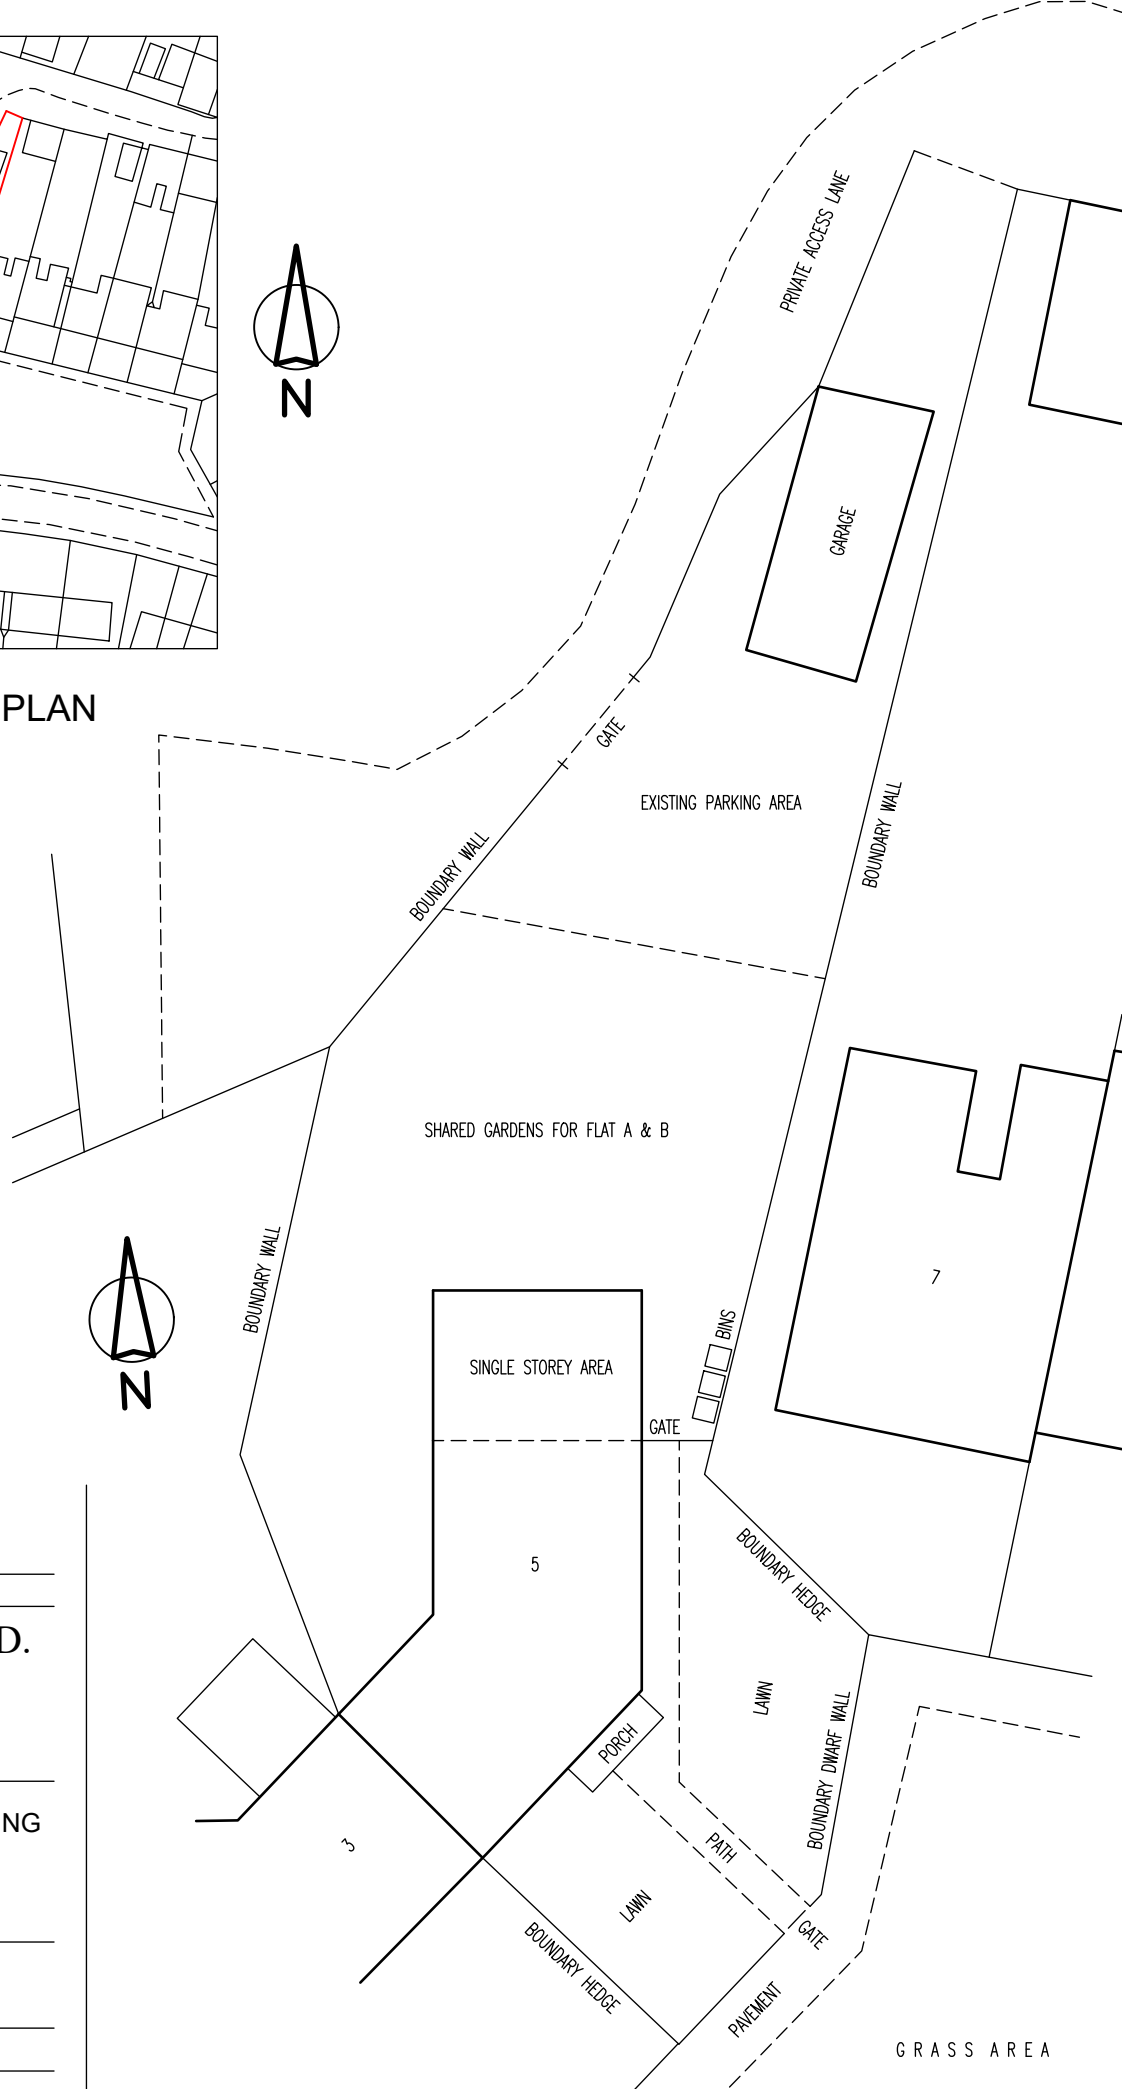 PRIVATE ACCESS LANE
N
GARAGE
PLAN
GATE
EXISTING PARKING AREA
BOUNDARY WALL
BOUNDARY WALL
SHARED GARDENS FOR FLAT A & B
BOUNDARY WALL
7
BINS
SINGLE STOREY AREA
N
GATE
5
BOUNDARY HEDGE
D.
LAWN
PORCH
BOUNDARY DWARF WALL
NG
3
PATH
LAWN
GATE
BOUNDARY HEDGE
PAVEMENT
GRASS AREA